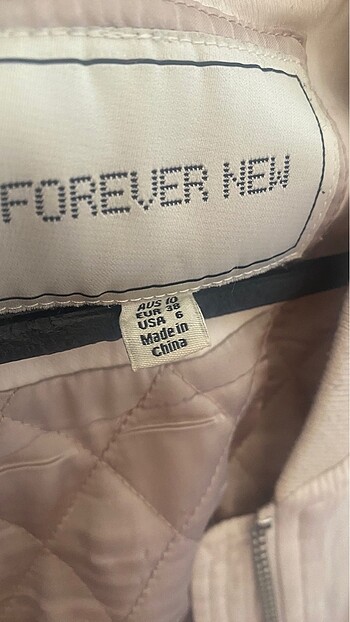 FOREVER NEW
AUS 10
EUR 38
USA 6
Made in
China